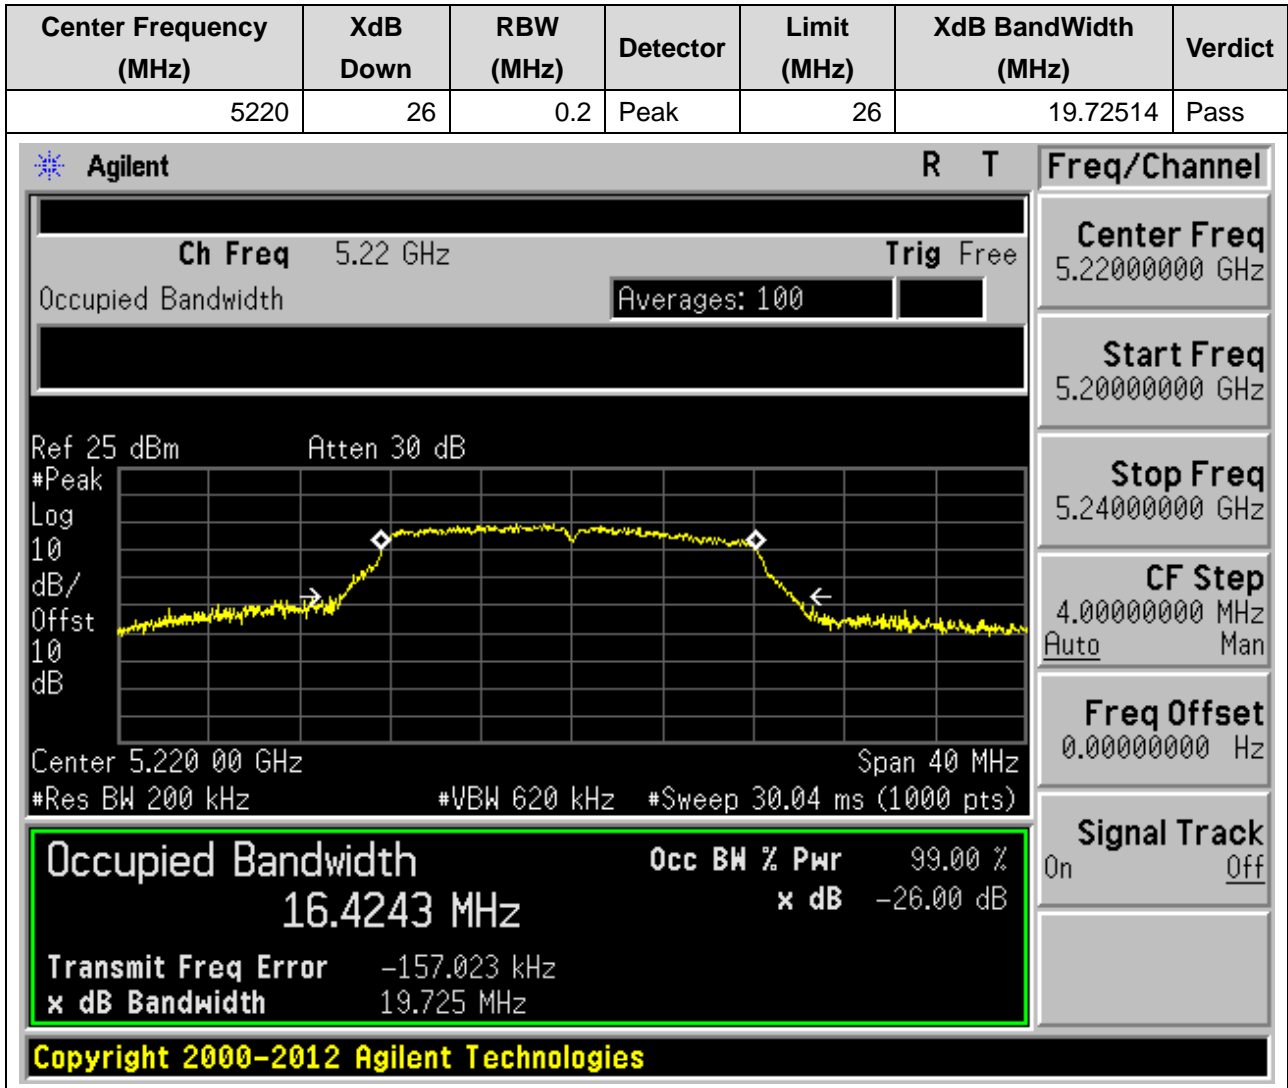 Center Frequency (MHz) XdB Down RBW (MHz) Detector Limit (MHz) XdB BandWidth (MHz) Verdict
5220 26 0.2 Peak 26 19.72514 Pass
Agilent R T Freq/Channel
Ch Freq 5.22 GHz Trig Free
Occupied Bandwidth Averages: 100
Center Freq
5.22000000 GHz
Start Freq
5.20000000 GHz
Stop Freq
5.24000000 GHz
CF Step
4.00000000 MHz
Auto Man
Freq Offset
0.00000000 Hz
Signal Track
On Off
Ref 25 dBm Atten 30 dB
#Peak
Log
10
dB/
Offst
10
dB
Center 5.220 00 GHz Span 40 MHz
#Res BW 200 kHz #VBW 620 kHz #Sweep 30.04 ms (1000 pts)
Occupied Bandwidth Occ BW % Pwr 99.00 %
16.4243 MHz x dB -26.00 dB
Transmit Freq Error -157.023 kHz
x dB Bandwidth 19.725 MHz
Copyright 2000-2012 Agilent Technologies